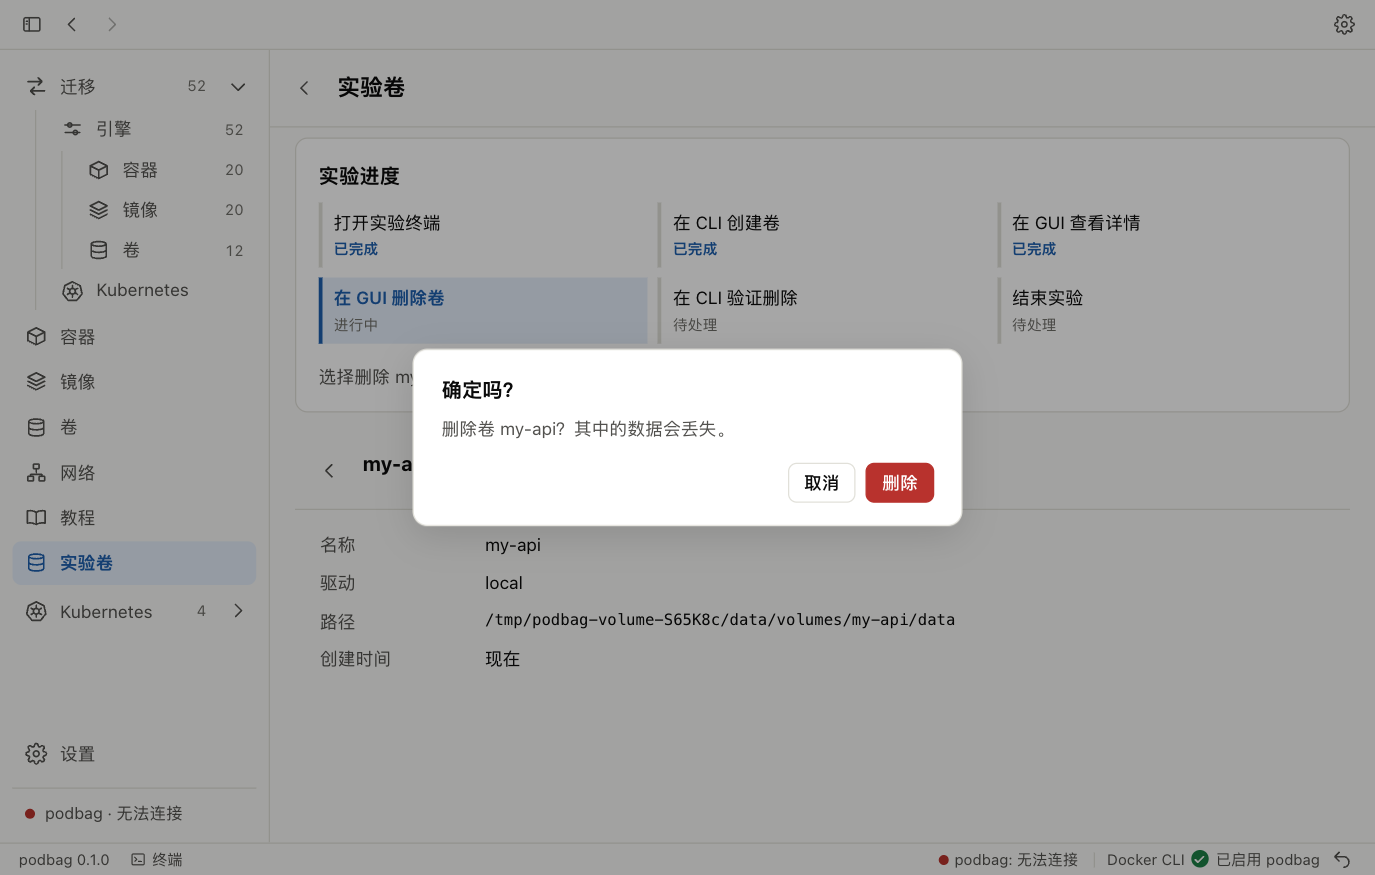 迁移 52
引擎 52
容器 20
镜像 20
卷 12
Kubernetes
容器
镜像
卷
网络
教程
实验卷
Kubernetes 4
设置
podbag · 无法连接
实验卷
实验进度
打开实验终端
已完成
在 CLI 创建卷
已完成
在 GUI 查看详情
已完成
在 GUI 删除卷
进行中
在 CLI 验证删除
待处理
结束实验
待处理
选择删除
确定吗?
删除卷 my-api? 其中的数据会丢失。
取消 删除
名称 my-api
驱动 local
路径 /tmp/podbag-volume-S65K8c/data/volumes/my-api/data
创建时间 现在
podbag 0.1.0 终端
podbag: 无法连接 Docker CLI 已启用 podbag